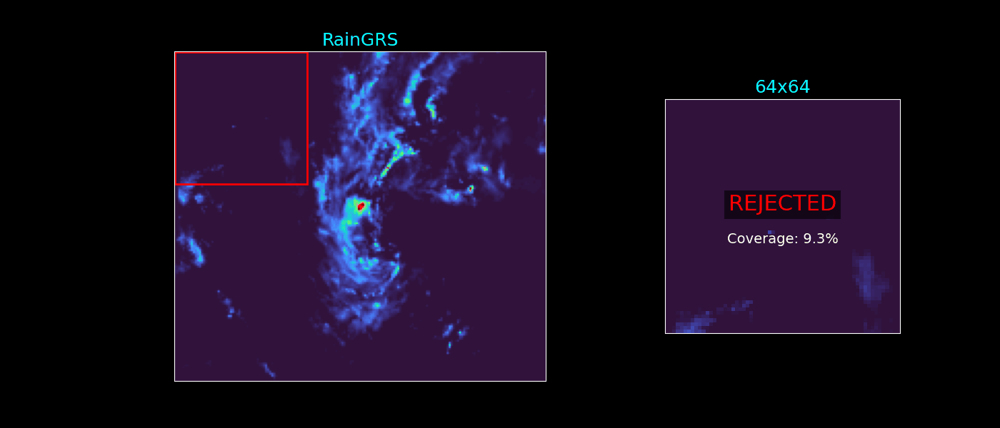 RainGRS
64x64
REJECTED
Coverage: 9.3%